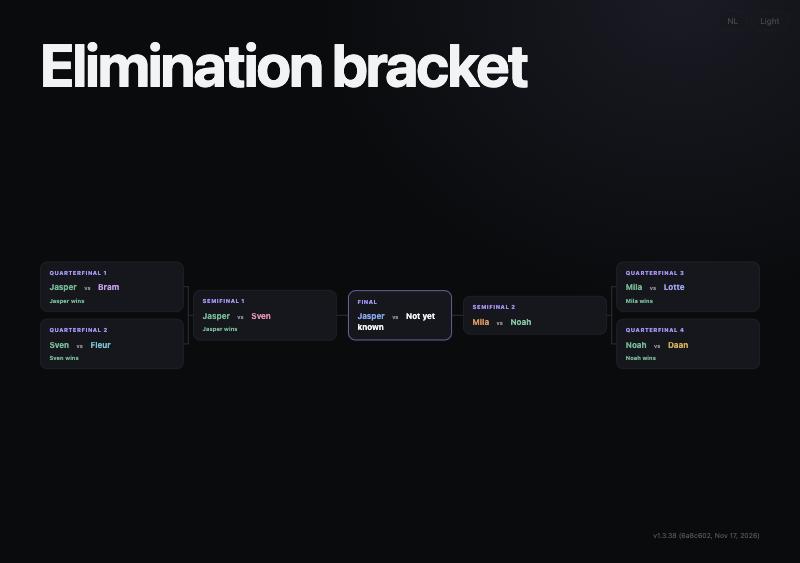 NL Light
Elimination bracket
QUARTERFINAL 1
Jasper vs Bram
Jasper wins
QUARTERFINAL 2
Sven vs Fleur
Sven wins
SEMIFINAL 1
Jasper vs Sven
Jasper wins
FINAL
Jasper vs Not yet
known
SEMIFINAL 2
Mila vs Noah
QUARTERFINAL 3
Mila vs Lotte
Mila wins
QUARTERFINAL 4
Noah vs Daan
Noah wins
v1.3.38 (6a8c602, Nov 17, 2026)